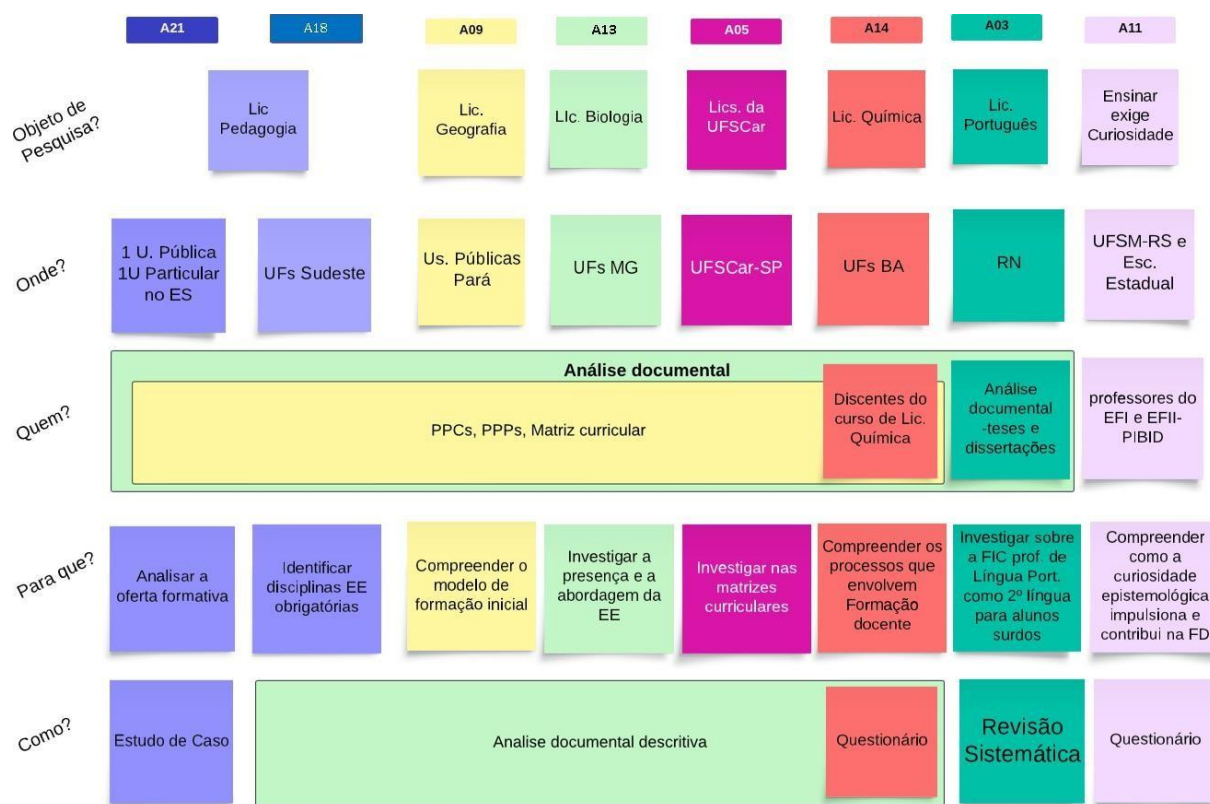 A21
A18
A09
A13
A05
A14
A03
A11
Objeto de
Pesquisa?
Lic
Pedagogia
Lic.
Geografia
LIc. Biologia
Lics. da
UFSCar
Lic. Química
Lic.
Português
Ensinar
exige
Curiosidade
Onde?
1 U. Pública
1U Particular
no ES
UFs Sudeste
Us. Públicas
Pará
UFs MG
UFSCar-SP
UFs BA
RN
UFSM-RS e
Esc.
Estadual
Quem?
Análise documental
PPCs, PPPs, Matriz curricular
Discentes do
curso de Lic.
Química
Análise
documental
-teses e
dissertações
professores do
EFI e EFII-
PIBID
Para que?
Analisar a
oferta formativa
Identificar
disciplinas EE
obrigatórias
Compreender o
modelo de
formação inicial
Investigar a
presença e a
abordagem da
EE
Investigar nas
matrizes
curriculares
Compreender os
processos que
envolvem
Formação
docente
Investigar sobre
a FIC prof. de
Língua Port.
como 2º língua
para alunos
surdos
Compreender
como a
curiosidade
epistemológica
impulsiona e
contribui na FD
Como?
Estudo de Caso
Analise documental descritiva
Questionário
Revisão
Sistemática
Questionário